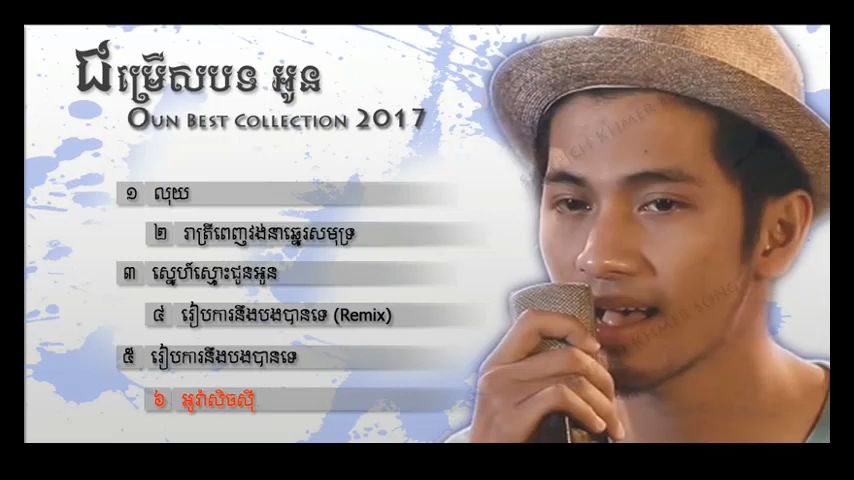 ជម្រើសបទ អូន
Oun Best Collection 2017
១ លុយ
២ រាត្រីពេញវង់នាឆ្នេរសមុទ្រ
៣ ស្នេហ៍ស្មោះជូនអូន
៤ រៀបការនឹងបងបានទេ (Remix)
៥ រៀបការនឹងបងបានទេ
៦ អូរ៉ាសិចស៊ី